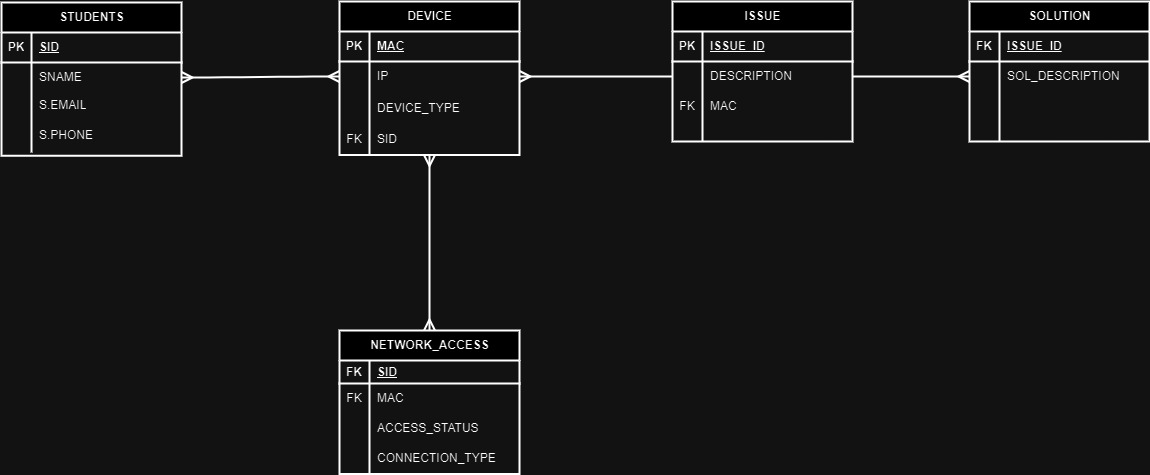 STUDENTS
PK SID
SNAME
S.EMAIL
S.PHONE
DEVICE
PK MAC
IP
DEVICE_TYPE
FK SID
ISSUE
PK ISSUE_ID
DESCRIPTION
FK MAC
SOLUTION
FK ISSUE_ID
SOL_DESCRIPTION
NETWORK_ACCESS
FK SID
FK MAC
ACCESS_STATUS
CONNECTION_TYPE